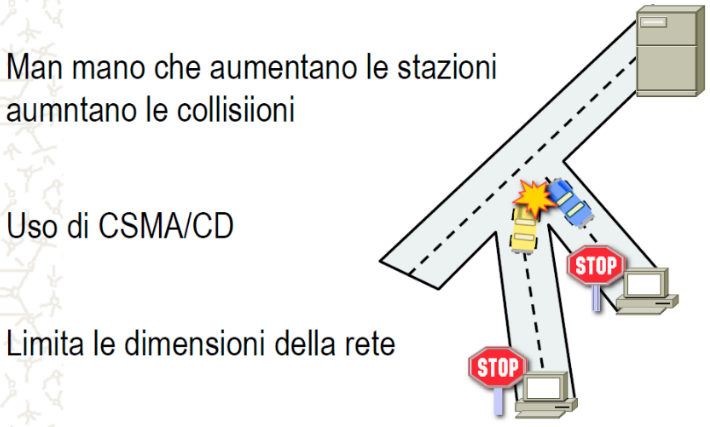 Man mano che aumentano le stazioni
aumntano le collisiioni
Uso di CSMA/CD
Limita le dimensioni della rete
STOP
STOP